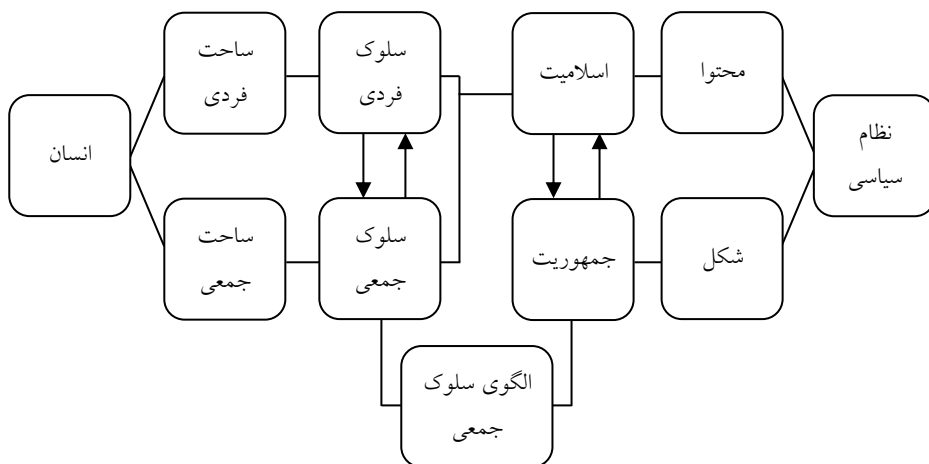 نظام
سیاسی
محتوا
شکل
اسلامیت
جمهوریت
سلوک
فردی
سلوک
جمعی
ساحت
فردی
ساحت
جمعی
انسان
الگوی سلوک
جمعی